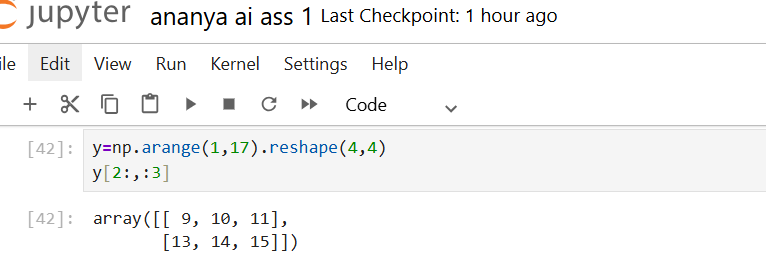 jupyter ananya ai ass 1 Last Checkpoint: 1 hour ago
ile Edit View Run Kernel Settings Help
Code
[42]: y=np.arange(1,17).reshape(4,4)
y[2:,:3]
[42]: array([[ 9, 10, 11],
[13, 14, 15]])